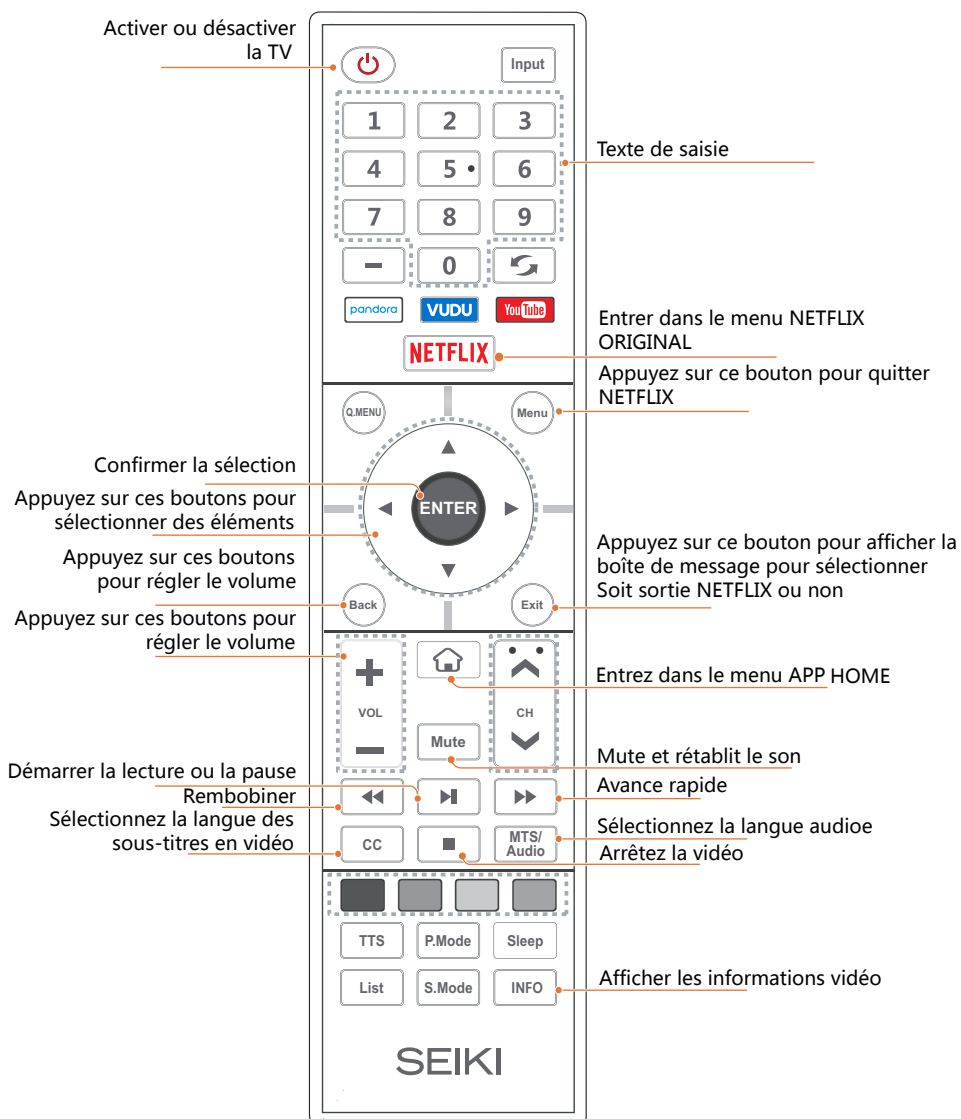 Activer ou désactiver
la TV
Input
1 2 3
Texte de saisie
4 5 6
7 8 9
0
pandora VUDU YouTube
Entrer dans le menu NETFLIX
ORIGINAL
NETFLIX
Appuyez sur ce bouton pour quitter
NETFLIX
Q.MENU Menu
Confirmer la sélection
ENTER
Appuyez sur ces boutons pour
sélectionner des éléments
Appuyez sur ce bouton pour afficher la
boîte de message pour sélectionner
Soit sortie NETFLIX ou non
Appuyez sur ces boutons
pour régler le volume
Back Exit
Appuyez sur ces boutons pour
régler le volume
Entrez dans le menu APP HOME
VOL CH
Mute
Mute et rétablit le son
Démarrer la lecture ou la pause
Avance rapide
Rembobiner
Sélectionnez la langue des
sous-titres en vidéo
Sélectionnez la langue audioe
CC MTS/
Audio
Arrêtez la vidéo
TTS P.Mode Sleep
List S.Mode INFO
Afficher les informations vidéo
SEIKI